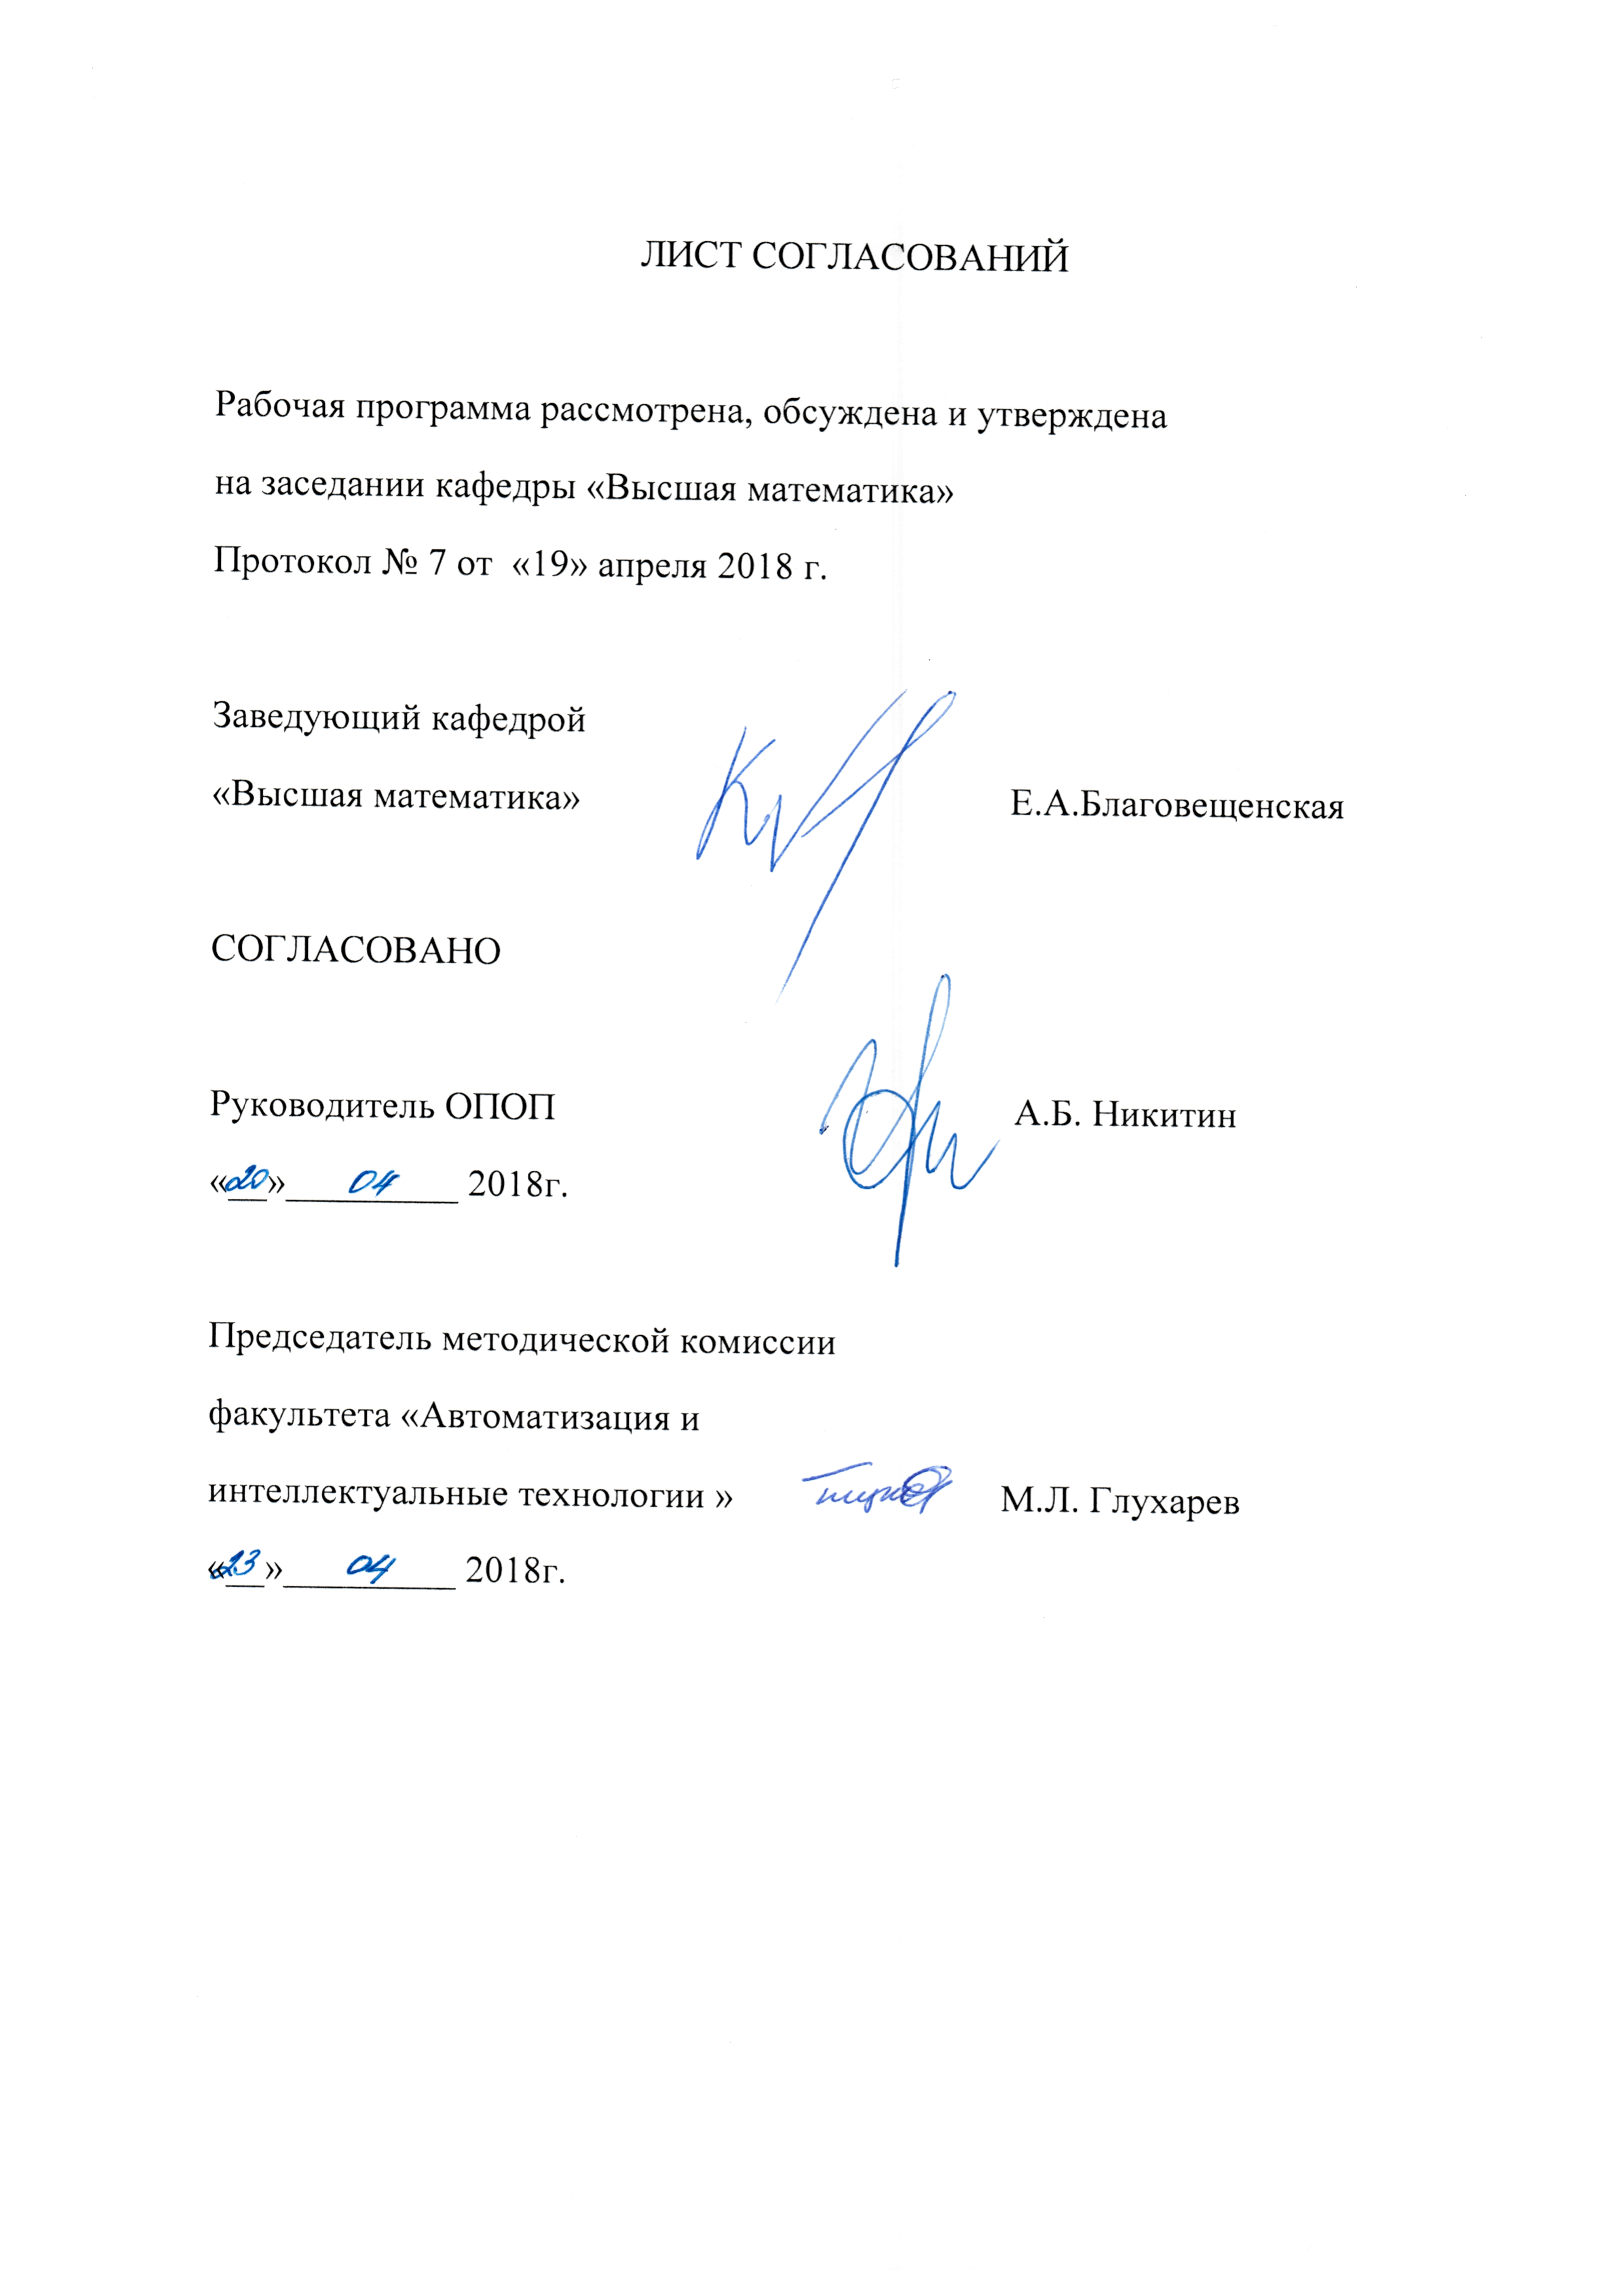 ЛИСТ СОГЛАСОВАНИЙ
Рабочая программа рассмотрена, обсуждена и утверждена
на заседании кафедры «Высшая математика»
Протокол № 7 от «19» апреля 2018 г.
Заведующий кафедрой
«Высшая математика» Е.А.Благовещенская
СОГЛАСОВАНО
Руководитель ОПОП А.Б. Никитин
«20» 04 2018г.
Председатель методической комиссии
факультета «Автоматизация и
интеллектуальные технологии » М.Л. Глухарев
«23» 04 2018г.